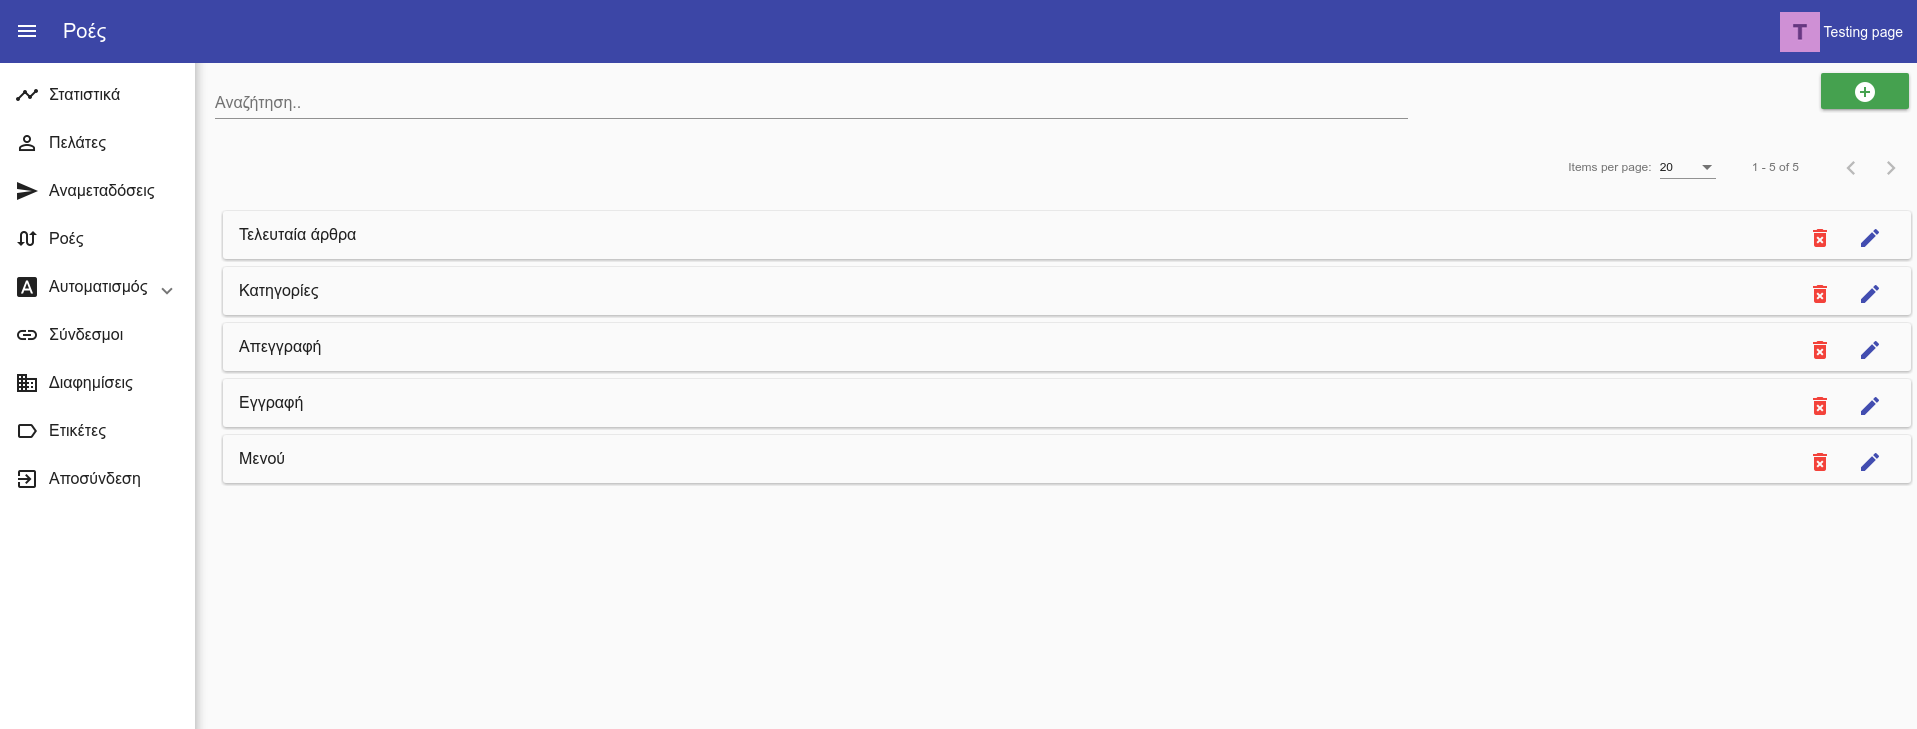 Ροές
T Testing page
Στατιστικά
Πελάτες
Αναμεταδόσεις
Ροές
Αυτοματισμός
Σύνδεσμοι
Διαφημίσεις
Ετικέτες
Αποσύνδεση
Αναζήτηση..
Items per page: 20 1 - 5 of 5
Τελευταία άρθρα
Κατηγορίες
Απεγγραφή
Εγγραφή
Μενού